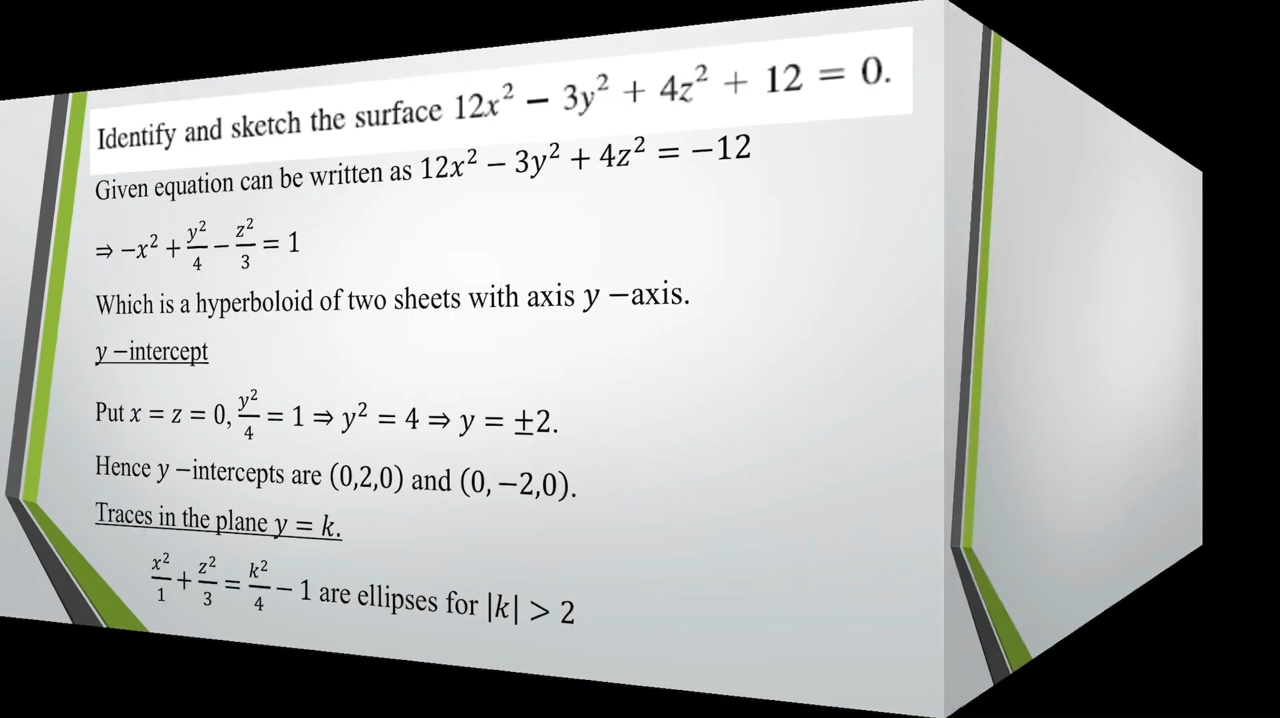 Identify and sketch the surface 12x² − 3y² + 4z² + 12 = 0.
Given equation can be written as 12x² − 3y² + 4z² = −12
⇒ −x² + y²/4 − z²/3 = 1
Which is a hyperboloid of two sheets with axis y −axis.
y −intercept
Put x = z = 0, y²/4 = 1 ⇒ y² = 4 ⇒ y = ±2.
Hence y −intercepts are (0,2,0) and (0, −2,0).
Traces in the plane y = k.
x²/1 + z²/3 = k²/4 − 1 are ellipses for |k| > 2